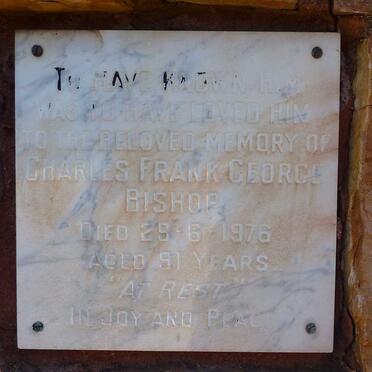 TO HAVE KNOWN HIM
WAS TO HAVE LOVED HIM
TO THE BELOVED MEMORY OF
CHARLES FRANK GEORGE
BISHOP
DIED 29-6-1976
AGED 91 YEARS
"AT REST"
IN JOY AND PEACE